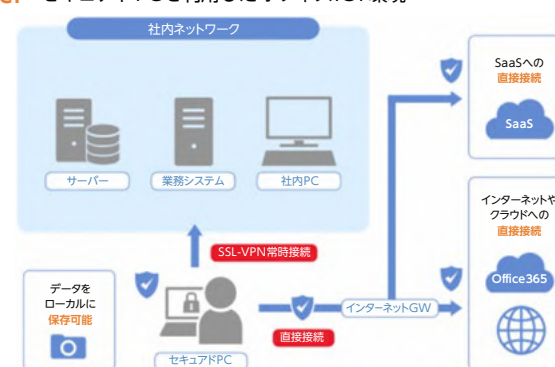 社内ネットワーク
サーバー
業務システム
社内PC
SaaSへの
直接接続
SaaS
インターネットや
クラウドへの
直接接続
Office365
SSL-VPN常時接続
データを
ローカルに
保存可能
セキュアドPC
直接接続
インターネットGW